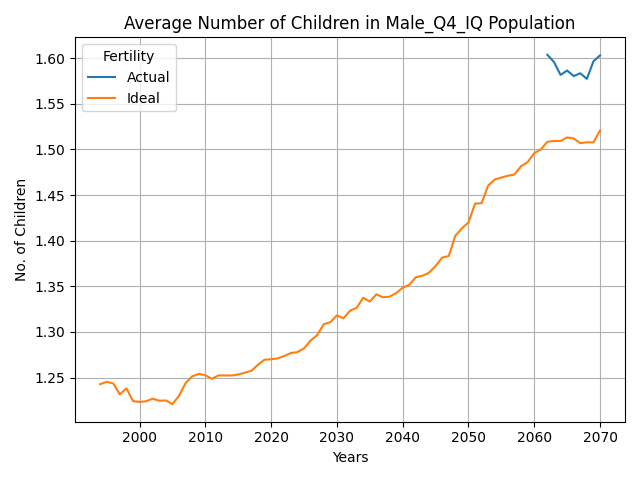 Average Number of Children in Male_Q4_IQ Population
Fertility
Actual
Ideal
No. of Children
1.60
1.55
1.50
1.45
1.40
1.35
1.30
1.25
2000 2010 2020 2030 2040 2050 2060 2070
Years